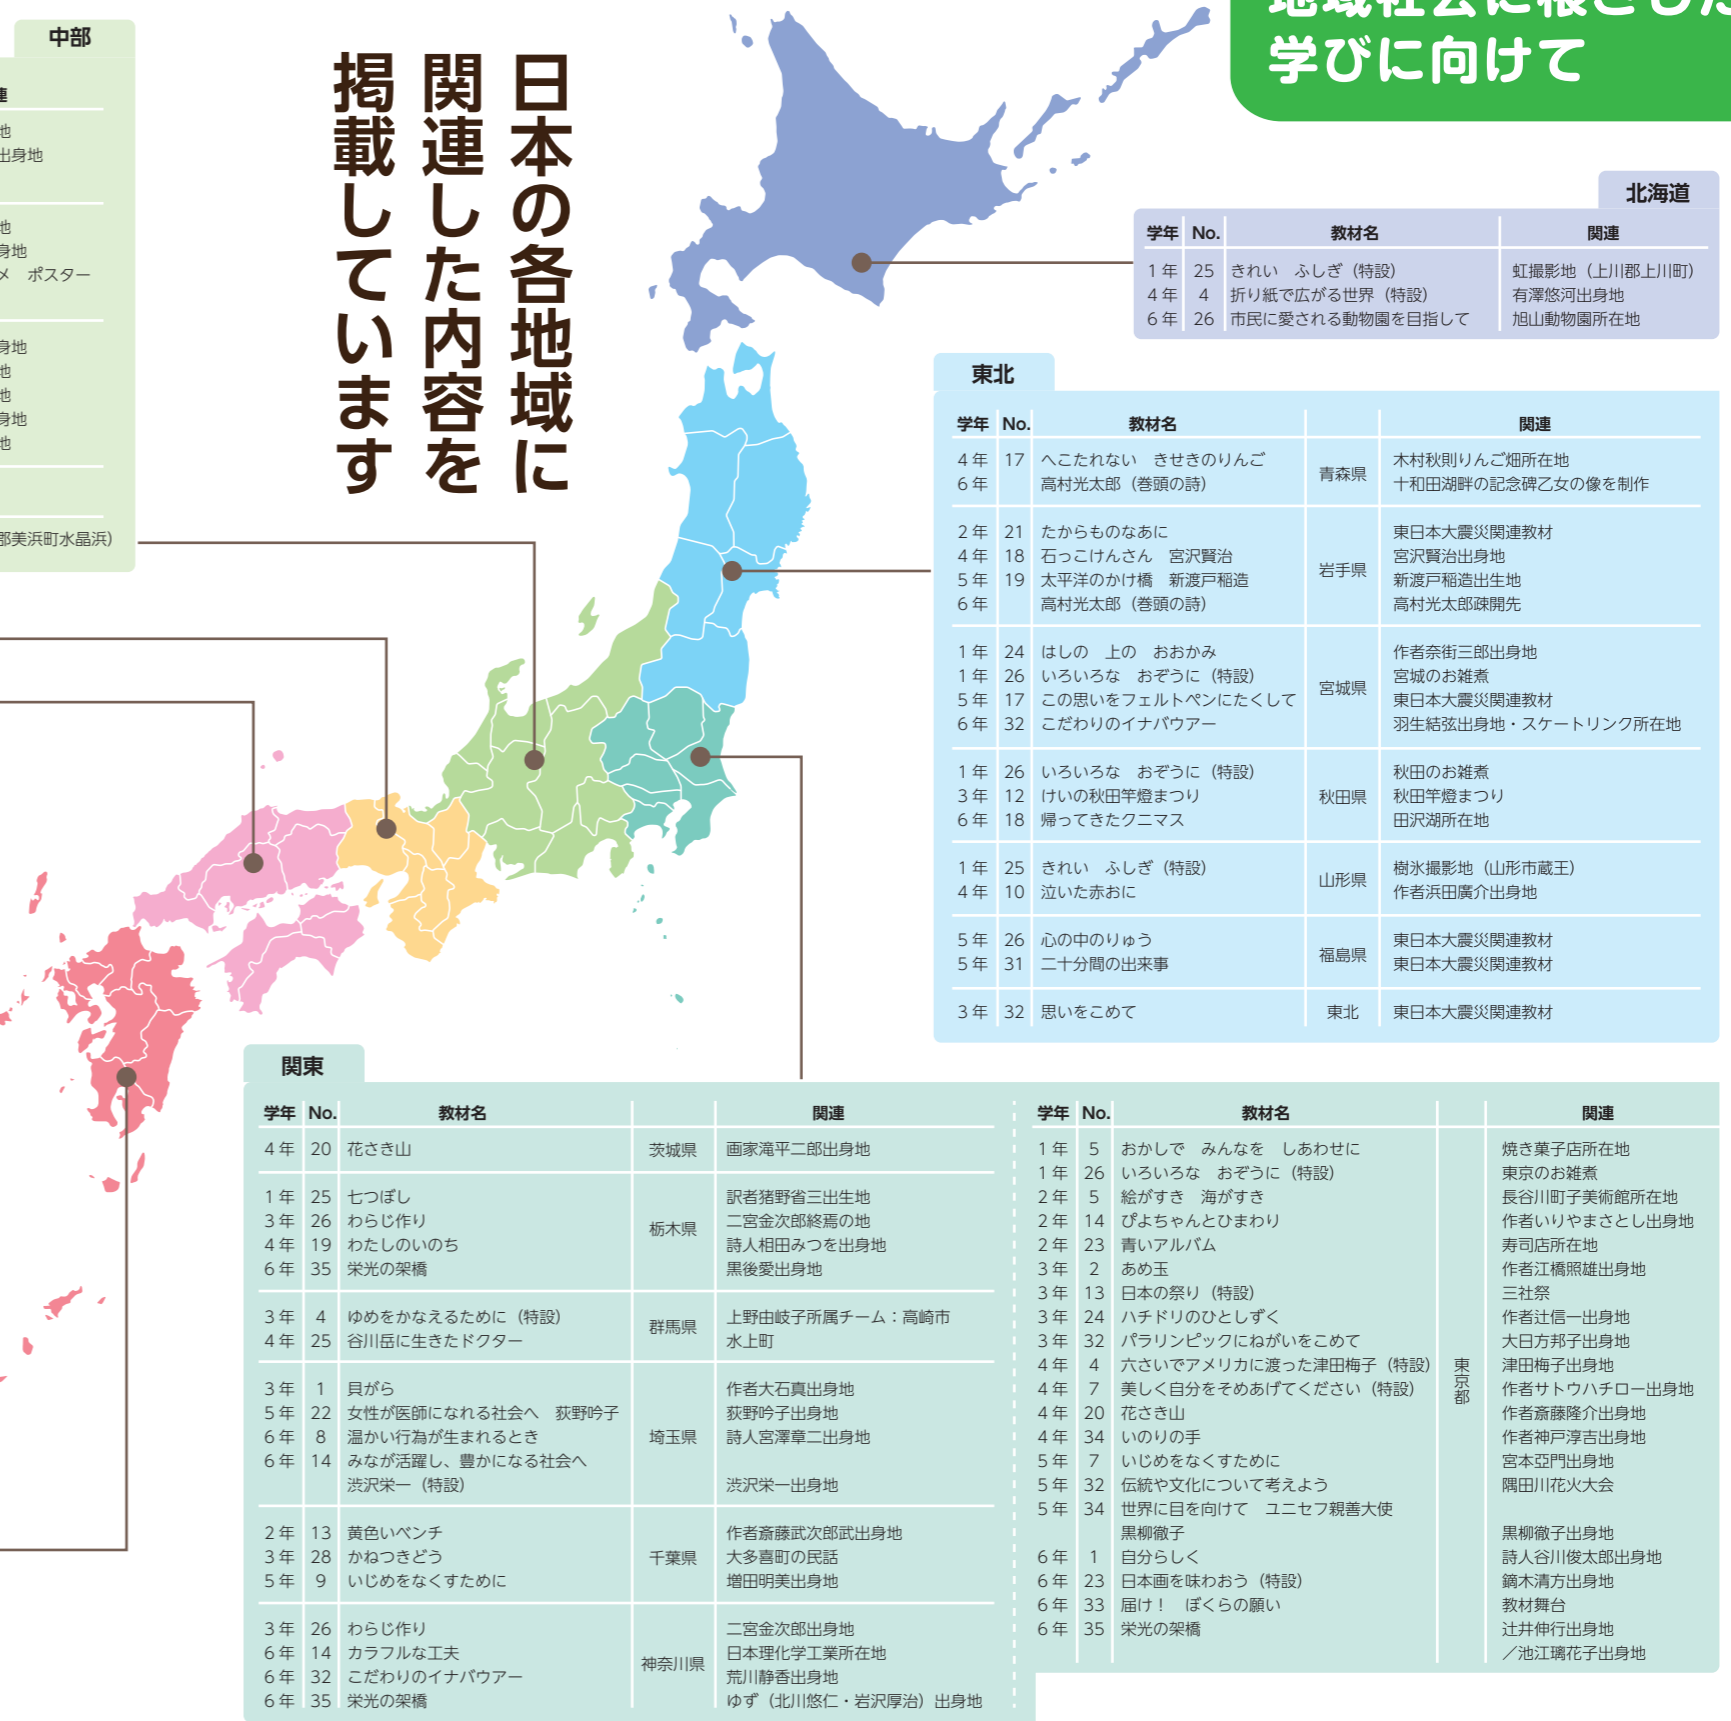 地域社会に根ざした
学びに向けて
日本の各地域に
関連した内容を
掲載しています
中部
連
地
出身地
地
身地
メ　ポスター
身地
地
地
身地
地
郡美浜町水晶浜）
北海道
学年 No. 教材名 関連
1年 25 きれい　ふしぎ（特設） 虹撮影地（上川郡上川町）
4年 4 折り紙で広がる世界（特設） 有澤悠河出身地
6年 26 市民に愛される動物園を目指して 旭山動物園所在地
東北
学年 No. 教材名 関連
4年 17 へこたれない　きせきのりんご 木村秋則りんご畑所在地
青森県
6年 高村光太郎（巻頭の詩） 十和田湖畔の記念碑乙女の像を制作
2年 21 たからものなあに 東日本大震災関連教材
4年 18 石っこけんさん　宮沢賢治 宮沢賢治出身地
岩手県
5年 19 太平洋のかけ橋　新渡戸稲造 新渡戸稲造出生地
6年 高村光太郎（巻頭の詩） 高村光太郎疎開先
1年 24 はしの　上の　おおかみ 作者奈街三郎出身地
1年 26 いろいろな　おぞうに（特設） 宮城のお雑煮
宮城県
5年 17 この思いをフェルトペンにたくして 東日本大震災関連教材
6年 32 こだわりのイナバウアー 羽生結弦出身地・スケートリンク所在地
1年 26 いろいろな　おぞうに（特設） 秋田のお雑煮
3年 12 けいの秋田竿燈まつり 秋田県 秋田竿燈まつり
6年 18 帰ってきたクニマス 田沢湖所在地
1年 25 きれい　ふしぎ（特設） 樹氷撮影地（山形市蔵王）
山形県
4年 10 泣いた赤おに 作者浜田廣介出身地
5年 26 心の中のりゅう 東日本大震災関連教材
福島県
5年 31 二十分間の出来事 東日本大震災関連教材
3年 32 思いをこめて 東北 東日本大震災関連教材
関東
学年 No. 教材名 関連
4年 20 花さき山 茨城県 画家滝平二郎出身地
1年 25 七つぼし 訳者猪野省三出生地
3年 26 わらじ作り 二宮金次郎終焉の地
栃木県
4年 19 わたしのいのち 詩人相田みつを出身地
6年 35 栄光の架橋 黒後愛出身地
3年 4 ゆめをかなえるために（特設） 上野由岐子所属チーム：高崎市
群馬県
4年 25 谷川岳に生きたドクター 水上町
3年 1 貝がら 作者大石真出身地
5年 22 女性が医師になれる社会へ　荻野吟子 荻野吟子出身地
6年 8 温かい行為が生まれるとき 埼玉県 詩人宮澤章二出身地
6年 14 みなが活躍し、豊かになる社会へ
渋沢栄一（特設） 渋沢栄一出身地
2年 13 黄色いベンチ 作者斎藤武次郎武出身地
3年 28 かねつきどう 千葉県 大多喜町の民話
5年 9 いじめをなくすために 増田明美出身地
3年 26 わらじ作り 二宮金次郎出身地
6年 14 カラフルな工夫 日本理化学工業所在地
神奈川県
6年 32 こだわりのイナバウアー 荒川静香出身地
6年 35 栄光の架橋 ゆず（北川悠仁・岩沢厚治）出身地
学年 No. 教材名 関連
1年 5 おかしで　みんなを　しあわせに 焼き菓子店所在地
1年 26 いろいろな　おぞうに（特設） 東京のお雑煮
2年 5 絵がすき　海がすき 長谷川町子美術館所在地
2年 14 ぴよちゃんとひまわり 作者いりやまさとし出身地
2年 23 青いアルバム 寿司店所在地
3年 2 あめ玉 作者江橋照雄出身地
3年 13 日本の祭り（特設） 三社祭
3年 24 ハチドリのひとしずく 作者辻信一出身地
3年 32 パラリンピックにねがいをこめて 大日方邦子出身地
4年 4 六さいでアメリカに渡った津田梅子（特設） 津田梅子出身地
東京都
4年 7 美しく自分をそめあげてください（特設） 作者サトウハチロー出身地
4年 20 花さき山 作者斎藤隆介出身地
4年 34 いのりの手 作者神戸淳吉出身地
5年 7 いじめをなくすために 宮本亞門出身地
5年 32 伝統や文化について考えよう 隅田川花火大会
5年 34 世界に目を向けて　ユニセフ親善大使
黒柳徹子 黒柳徹子出身地
6年 1 自分らしく 詩人谷川俊太郎出身地
6年 23 日本画を味わおう（特設） 鏑木清方出身地
6年 33 届け！　ぼくらの願い 教材舞台
6年 35 栄光の架橋 辻井伸行出身地
／池江璃花子出身地